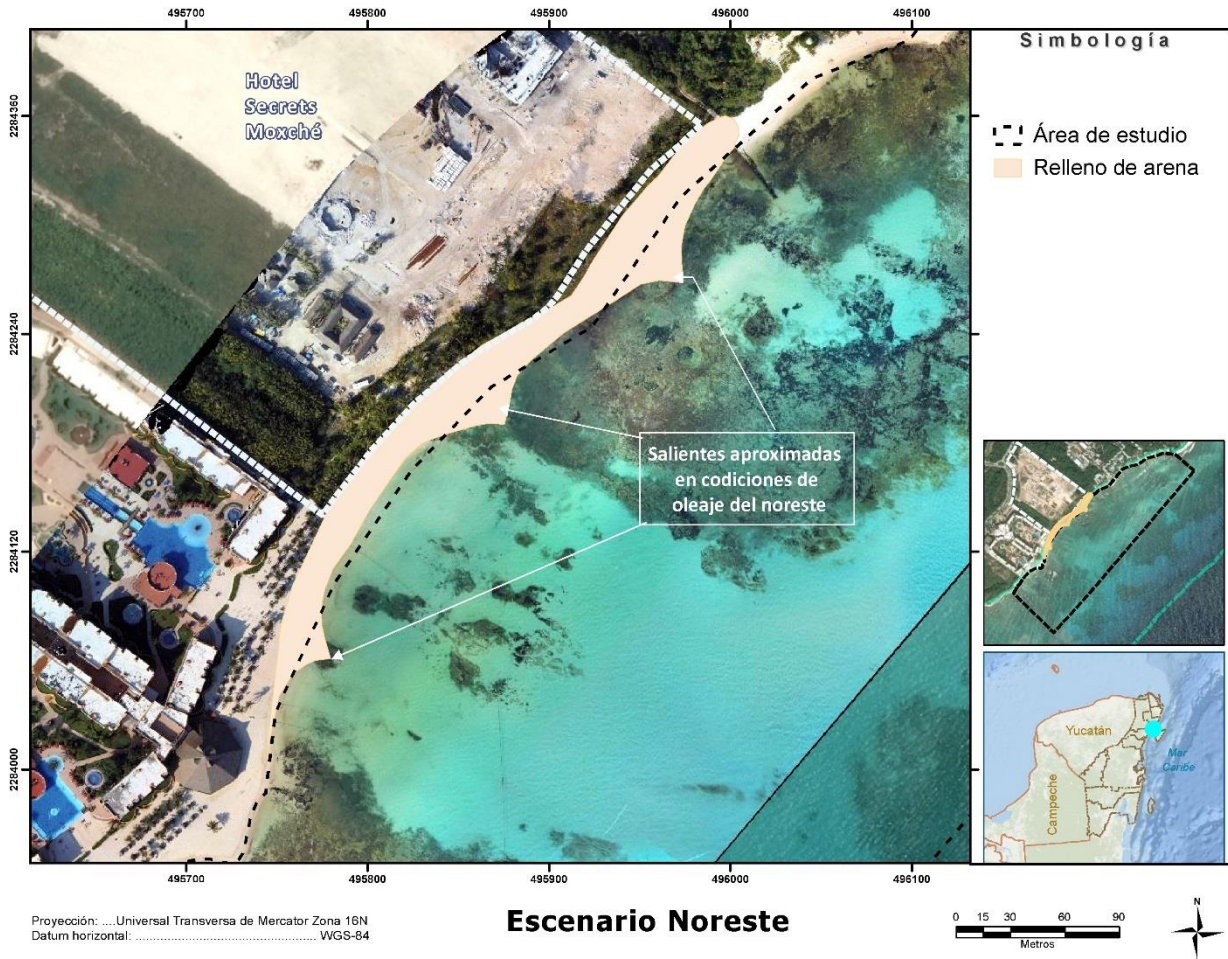 495700
495800
495900
496000
496100
Simbología
Hotel
Secrets
Moxché
2284360
2284240
2284120
2284000
Área de estudio
Relleno de arena
Salientes aproximadas
en codiciones de
oleaje del noreste
Yucatán
Mar
Caribe
Campeche
495700
495800
495900
496000
496100
Proyección: ....Universal Transversa de Mercator Zona 16N
Datum horizontal: ...................................................... WGS-84
Escenario Noreste
0 15 30 60 90
Metros
N